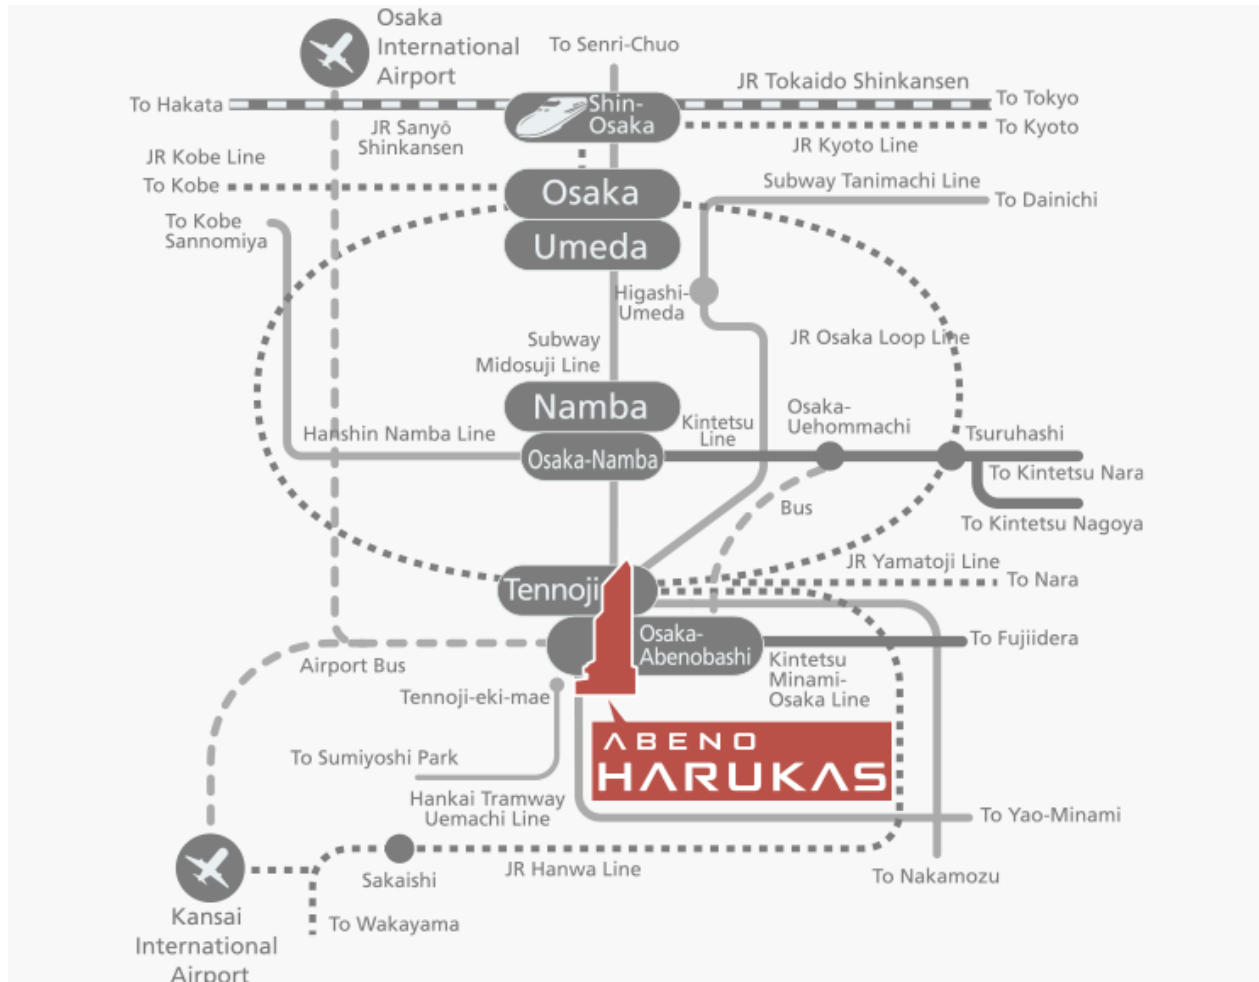 Osaka
International
Airport
To Senri-Chuo
JR Tokaido Shinkansen
To Hakata
Shin-
Osaka
To Tokyo
To Kyoto
JR Sanyō
Shinkansen
JR Kyoto Line
JR Kobe Line
To Kobe
Osaka
Subway Tanimachi Line
To Dainichi
To Kobe
Sannomiya
Umeda
Higashi-
Umeda
Subway
Midosuji Line
JR Osaka Loop Line
Namba
Osaka-
Uehommachi
Kintetsu
Line
Hanshin Namba Line
Tsuruhashi
Osaka-Namba
To Kintetsu Nara
Bus
To Kintetsu Nagoya
JR Yamatoji Line
To Nara
Tennoji
Osaka-
Abenobashi
To Fujiidera
Airport Bus
Kintetsu
Minami-
Osaka Line
Tennoji-eki-mae
ABENO
HARUKAS
To Sumiyoshi Park
Hankai Tramway
Uemachi Line
To Yao-Minami
Sakaishi
JR Hanwa Line
To Nakamozu
Kansai
International
Airport
To Wakayama